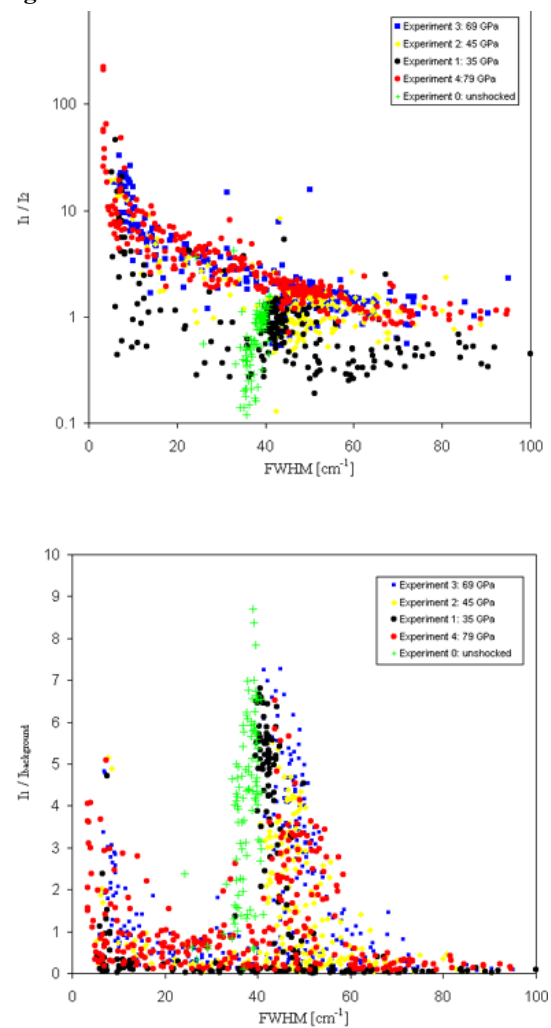 Experiment 3: 69 GPa
Experiment 2: 45 GPa
Experiment 1: 35 GPa
Experiment 4:79 GPa
Experiment 0: unshocked
100
10
1
0.1
I1 / I2
0 20 40 60 80 100
FWHM [cm-1]
10
9
8
7
6
5
4
3
2
1
0
Experiment 3: 69 GPa
Experiment 2: 45 GPa
Experiment 1: 35 GPa
Experiment 4: 79 GPa
Experiment 0: unshocked
I1 / Ibackground
0 20 40 60 80 100
FWHM [cm-1]